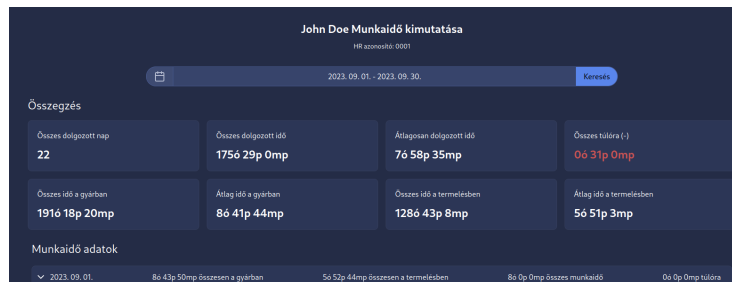 John Doe Munkaidő kimutatása
HR azonosító: 0001
2023. 09. 01. - 2023. 09. 30.
Keresés
Összegzés
Összes dolgozott nap
22
Összes dolgozott idő
175ó 29p 0mp
Átlagosan dolgozott idő
7ó 58p 35mp
Összes túlóra (-)
0ó 31p 0mp
Összes idő a gyárban
191ó 18p 20mp
Átlag idő a gyárban
8ó 41p 44mp
Összes idő a termelésben
128ó 43p 8mp
Átlag idő a termelésben
5ó 51p 3mp
Munkaidő adatok
2023. 09. 01. 8ó 43p 50mp összesen a gyárban 5ó 52p 44mp összesen a termelésben 8ó 0p 0mp összes munkaidő 0ó 0p 0mp túlóra